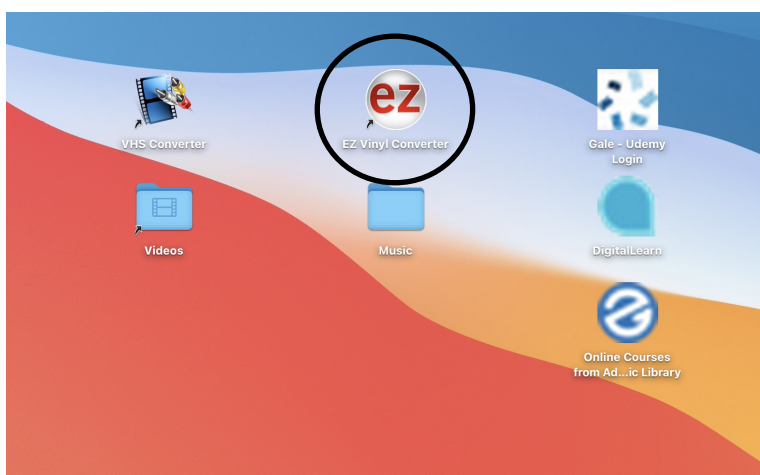 ez
VHS Converter
EZ Vinyl Converter
Gale - Udemy
Login
Videos
Music
DigitalLearn
Online Courses
from Ad...ic Library